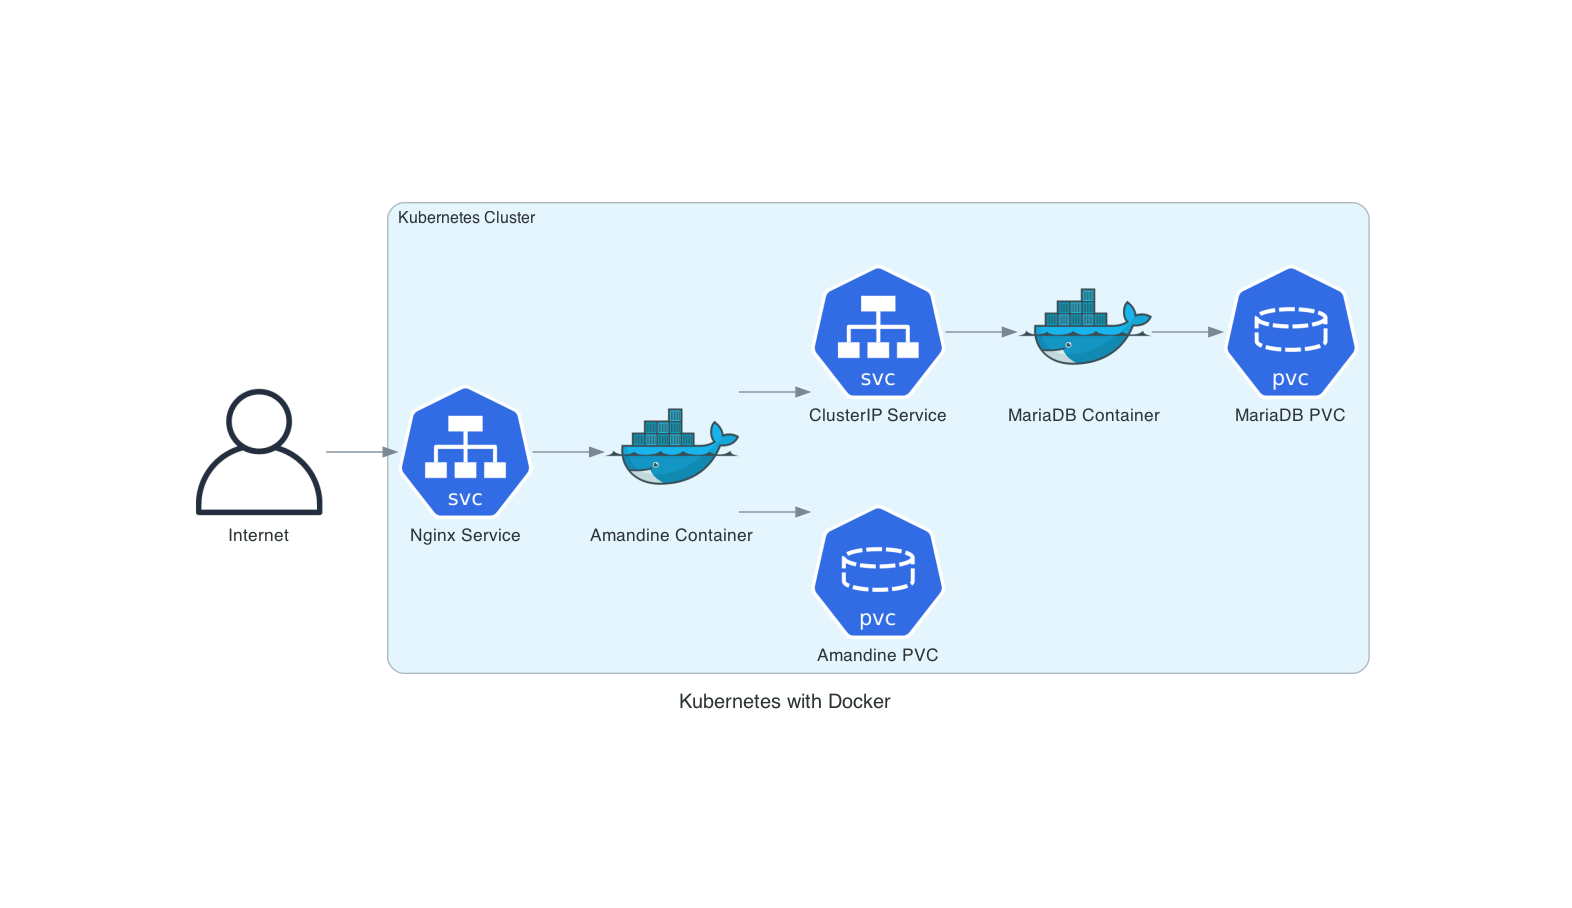 Kubernetes Cluster
svc
ClusterIP Service
MariaDB Container
pvc
MariaDB PVC
Internet
svc
Nginx Service
Amandine Container
pvc
Amandine PVC
Kubernetes with Docker